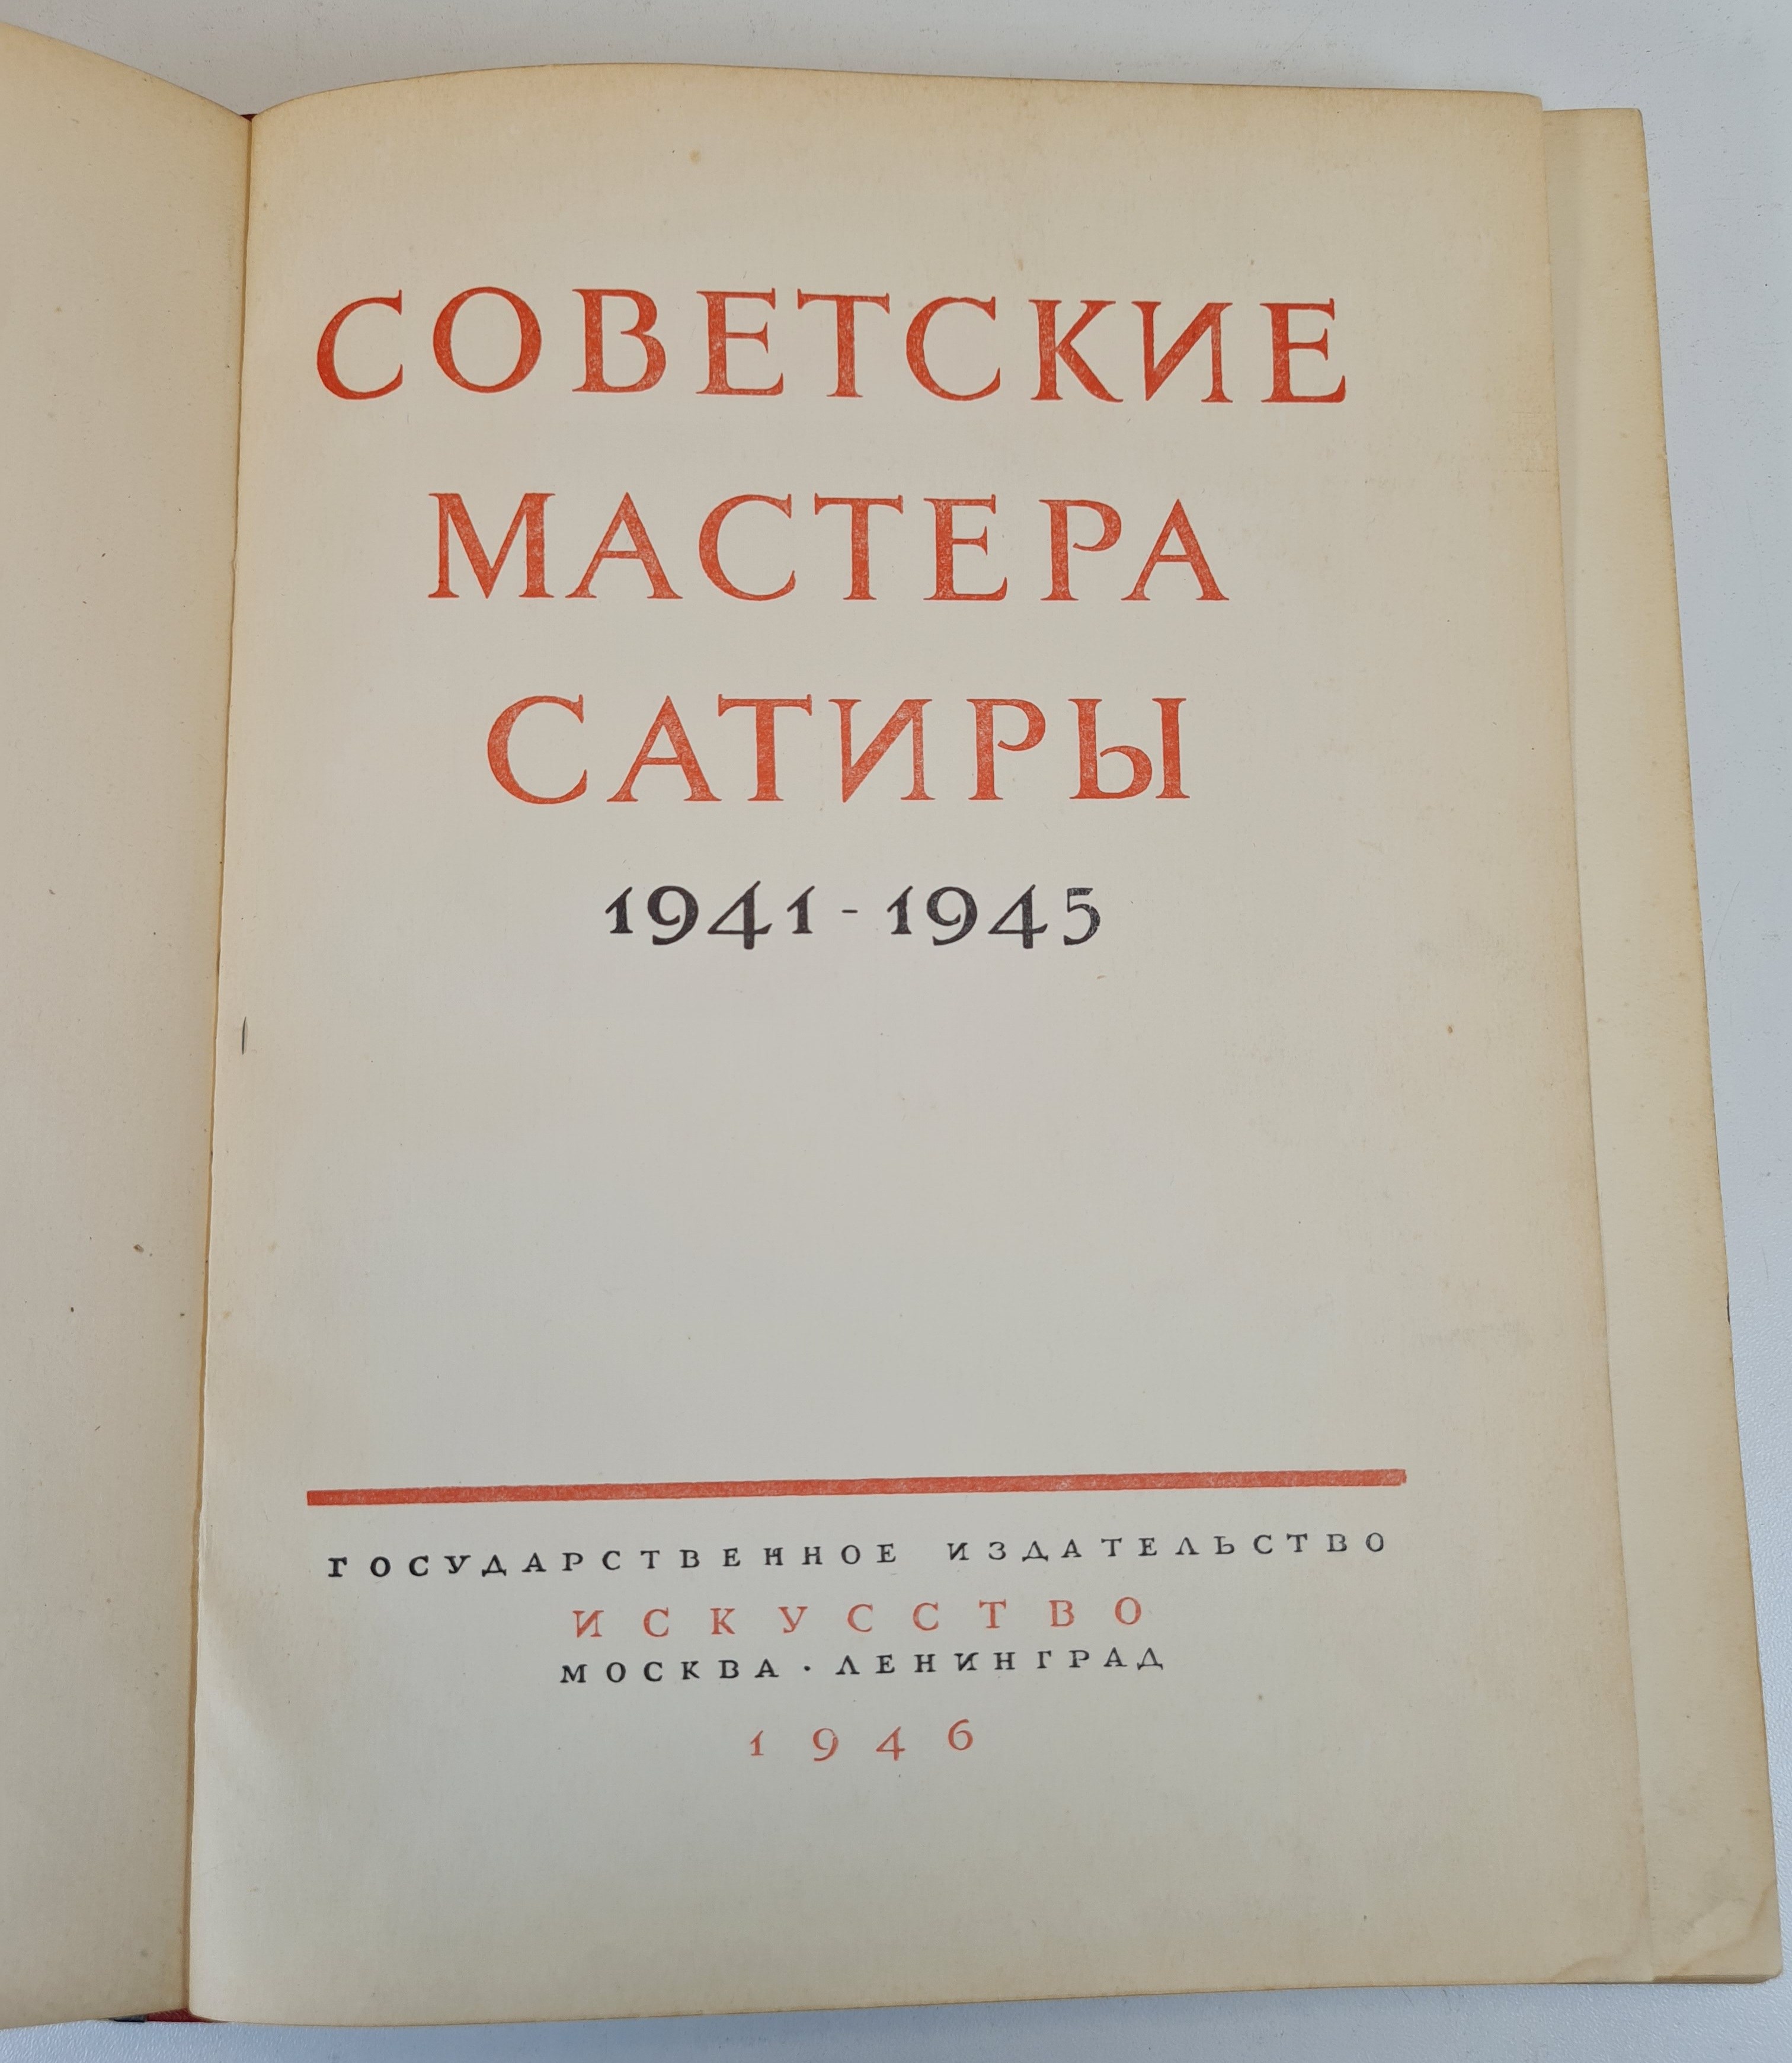 СОВЕТСКИЕ
МАСТЕРА
САТИРЫ
1941-1945
ГОСУДАРСТВЕННОЕ ИЗДАТЕЛЬСТВО
ИСКУССТВО
МОСКВА · ЛЕНИНГРАД
1946